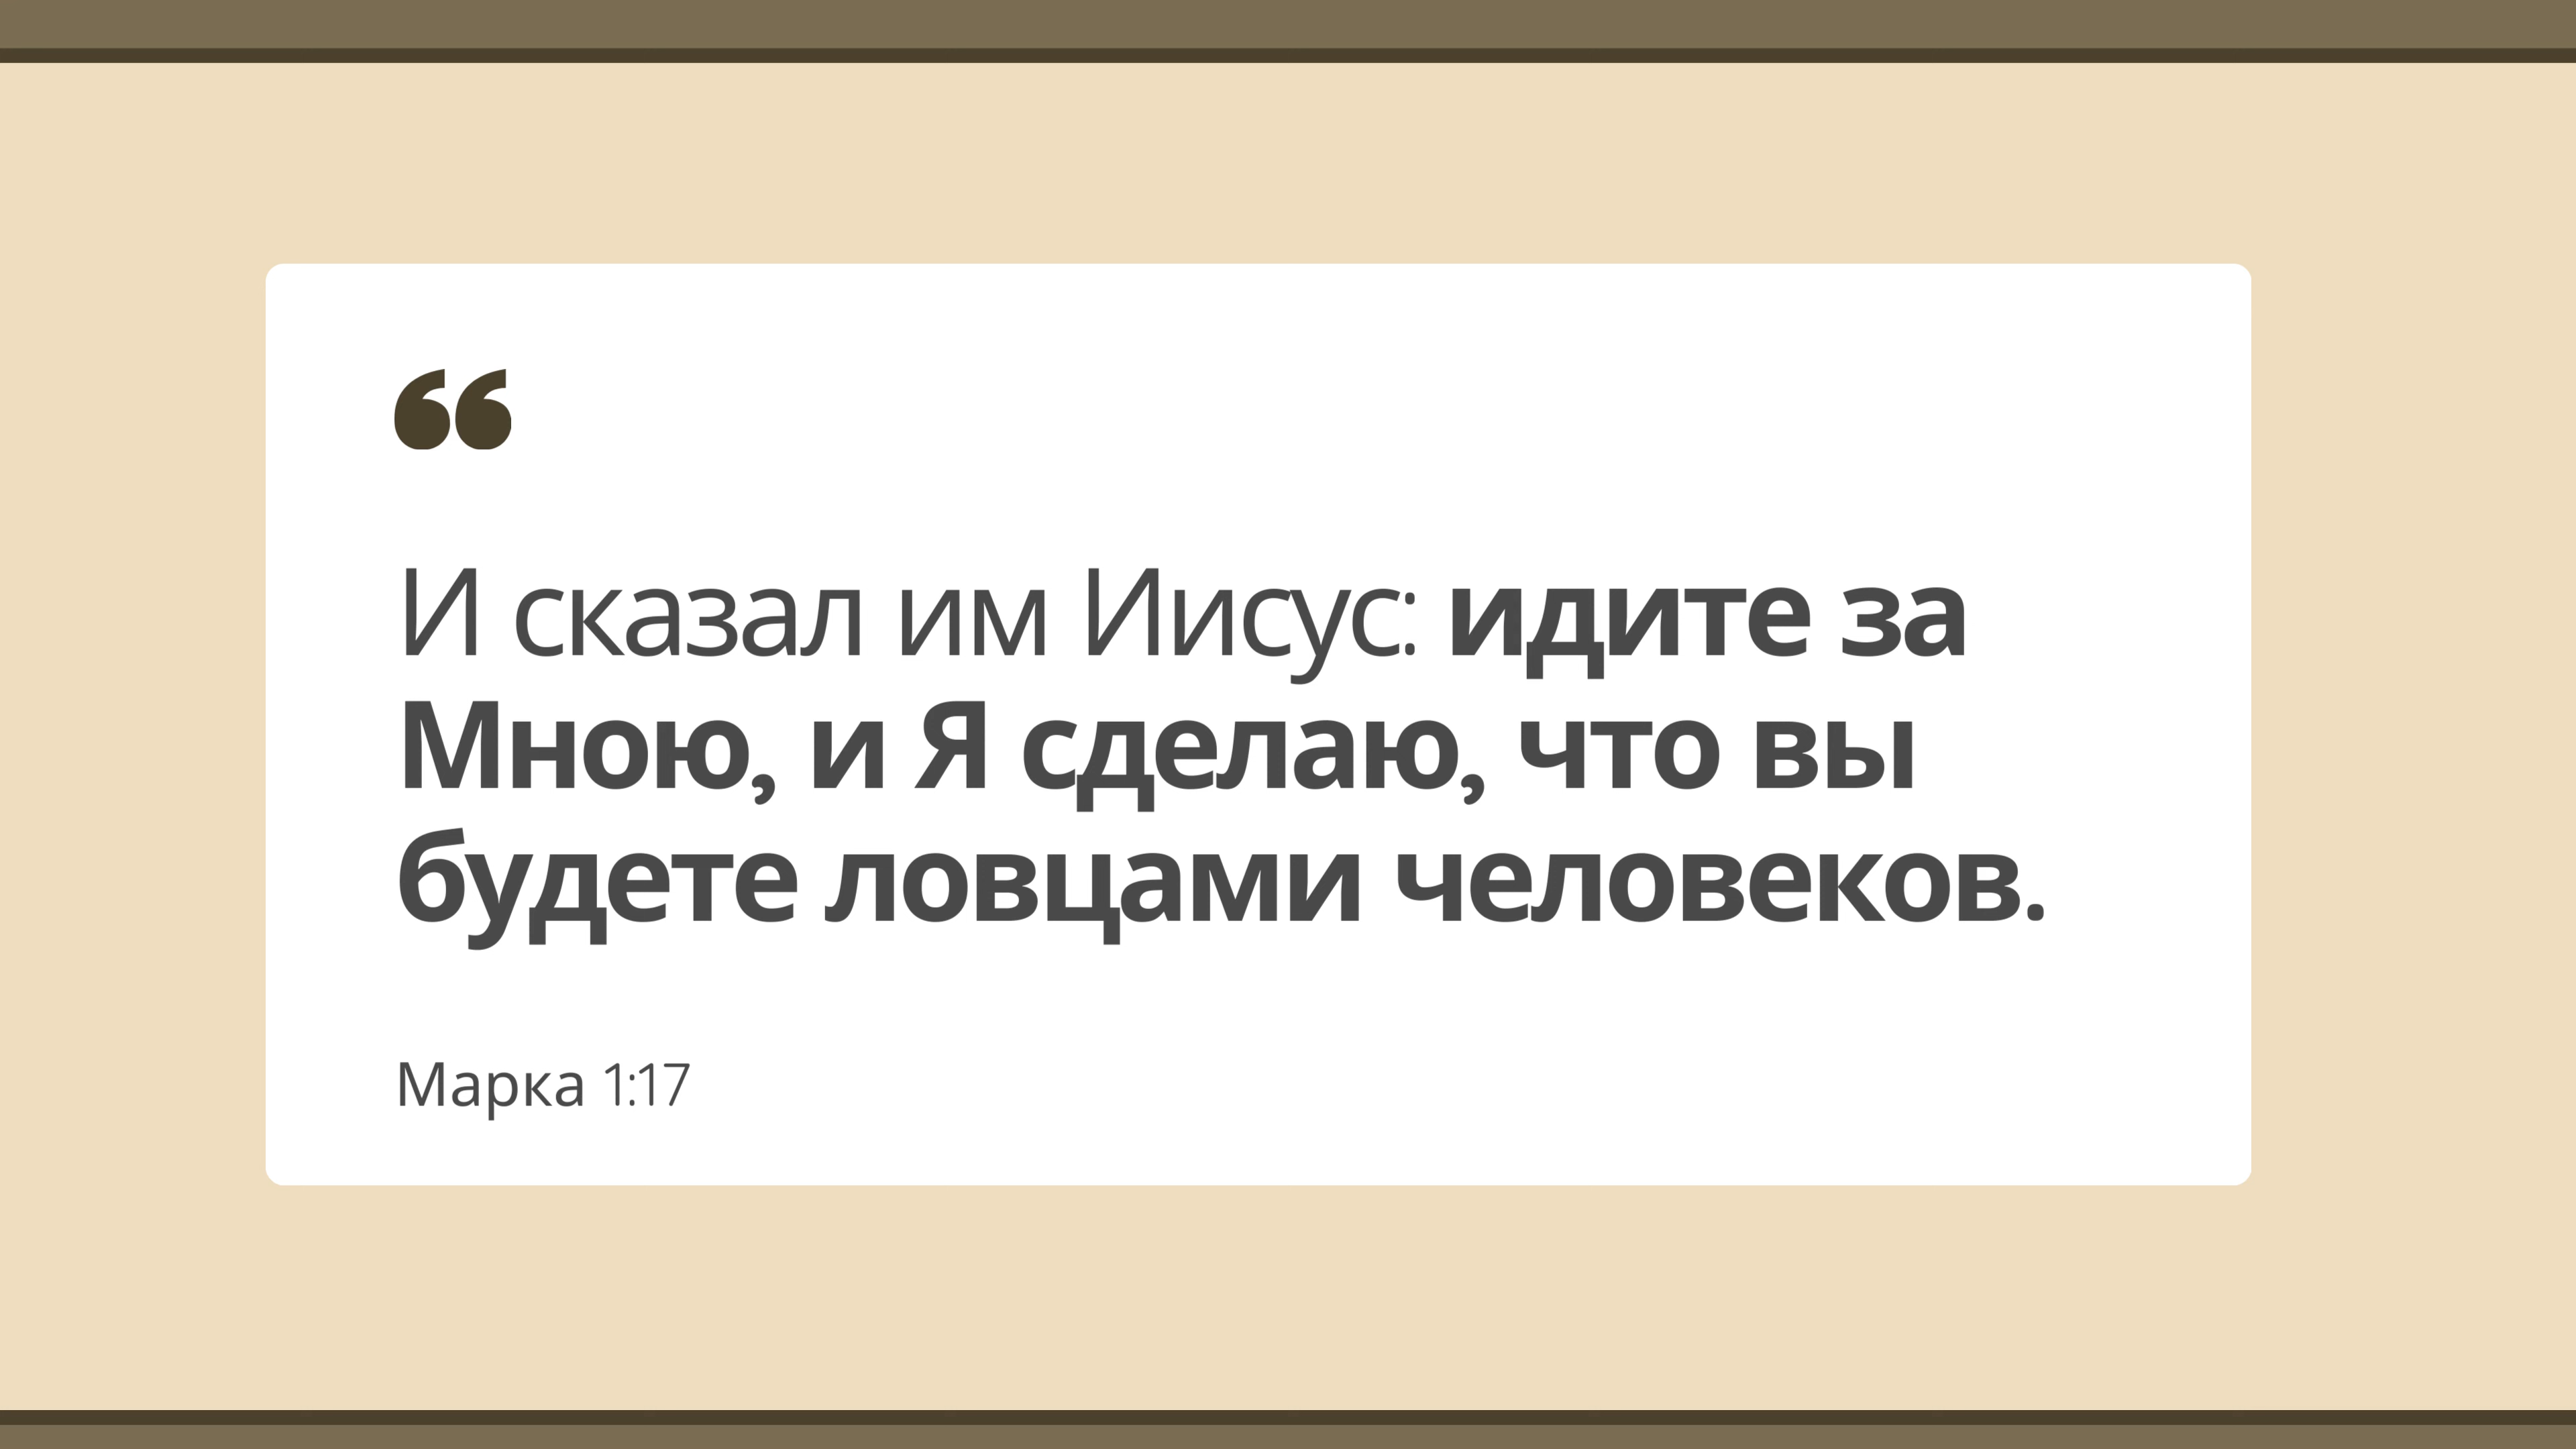 “
И сказал им Иисус: идите за
Мною, и Я сделаю, что вы
будете ловцами человеков.
Марка 1:17